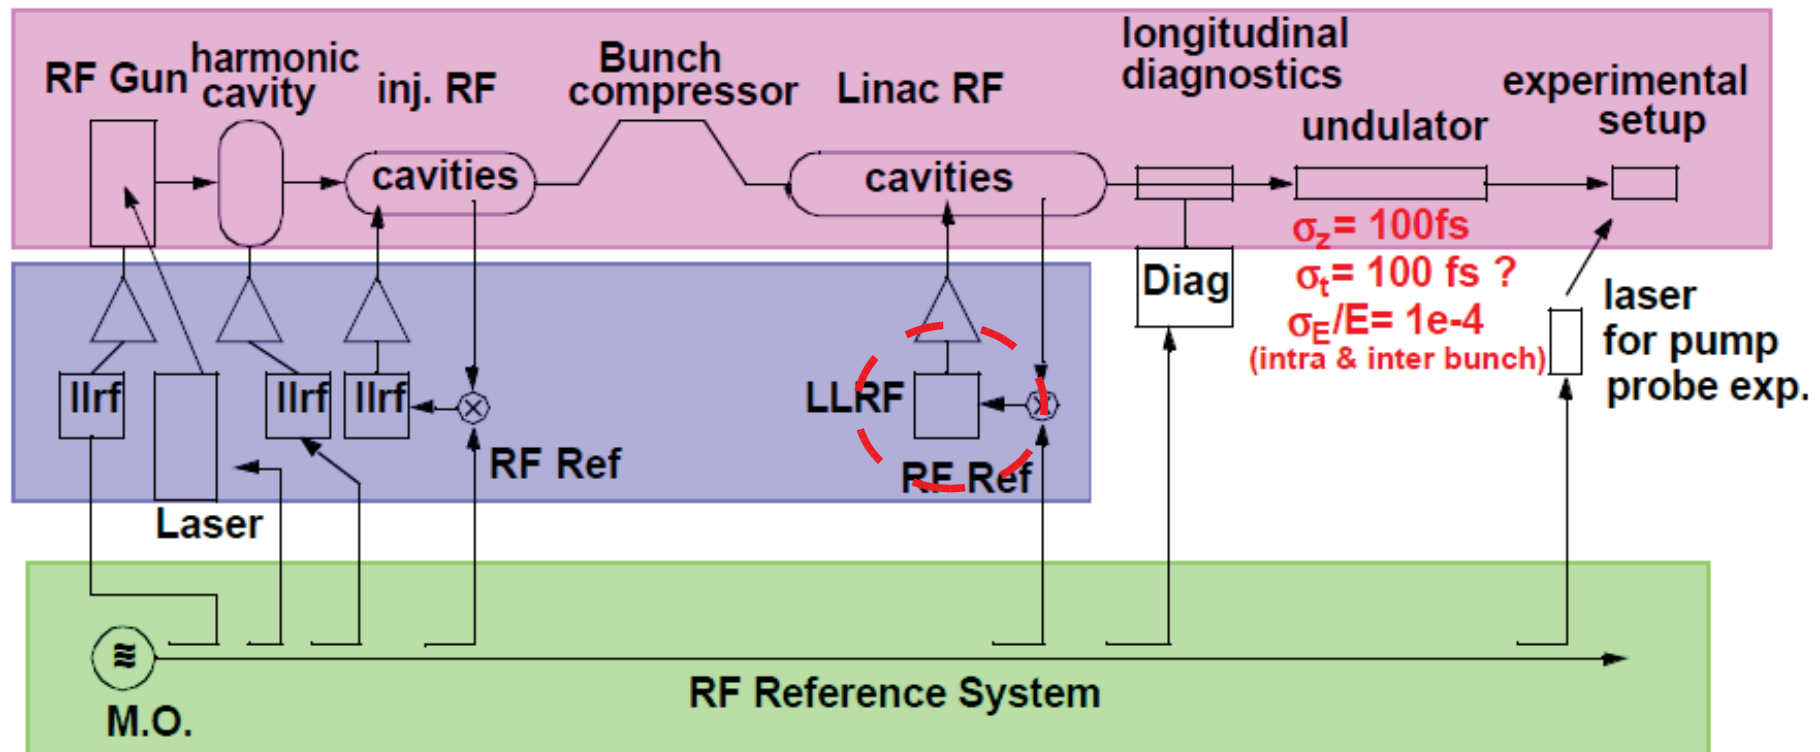 RF Gun
harmonic
cavity
inj. RF
Bunch
compressor
Linac RF
longitudinal
diagnostics
undulator
experimental
setup
cavities
cavities
σz= 100fs
σt= 100 fs ?
σE/E= 1e-4
(intra & inter bunch)
Diag
laser
for pump
probe exp.
llrf
llrf
llrf
LLRF
RF Ref
RF Ref
Laser
M.O.
RF Reference System